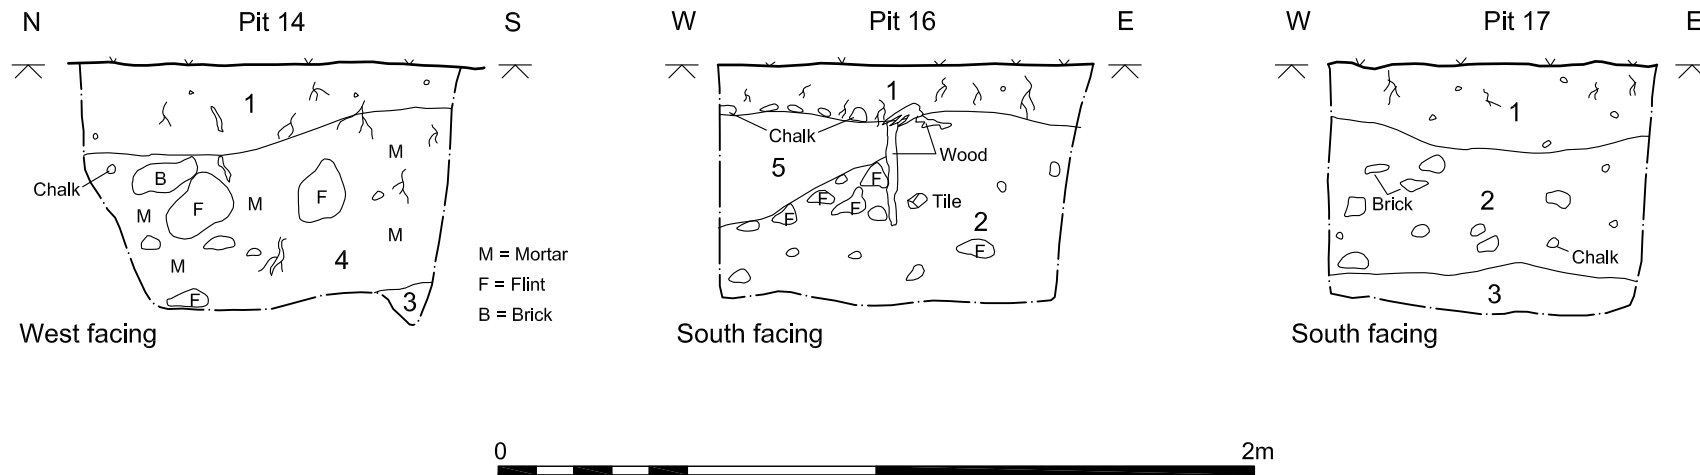 N Pit 14 S
W Pit 16 E
W Pit 17 E
1
Chalk
B
F
F
M
M
M
M
M
4
F
3
West facing
M = Mortar
F = Flint
B = Brick
1
Chalk
Wood
5
F
F
F
F
Tile
2
F
South facing
1
Brick
2
Chalk
3
South facing
0 2m